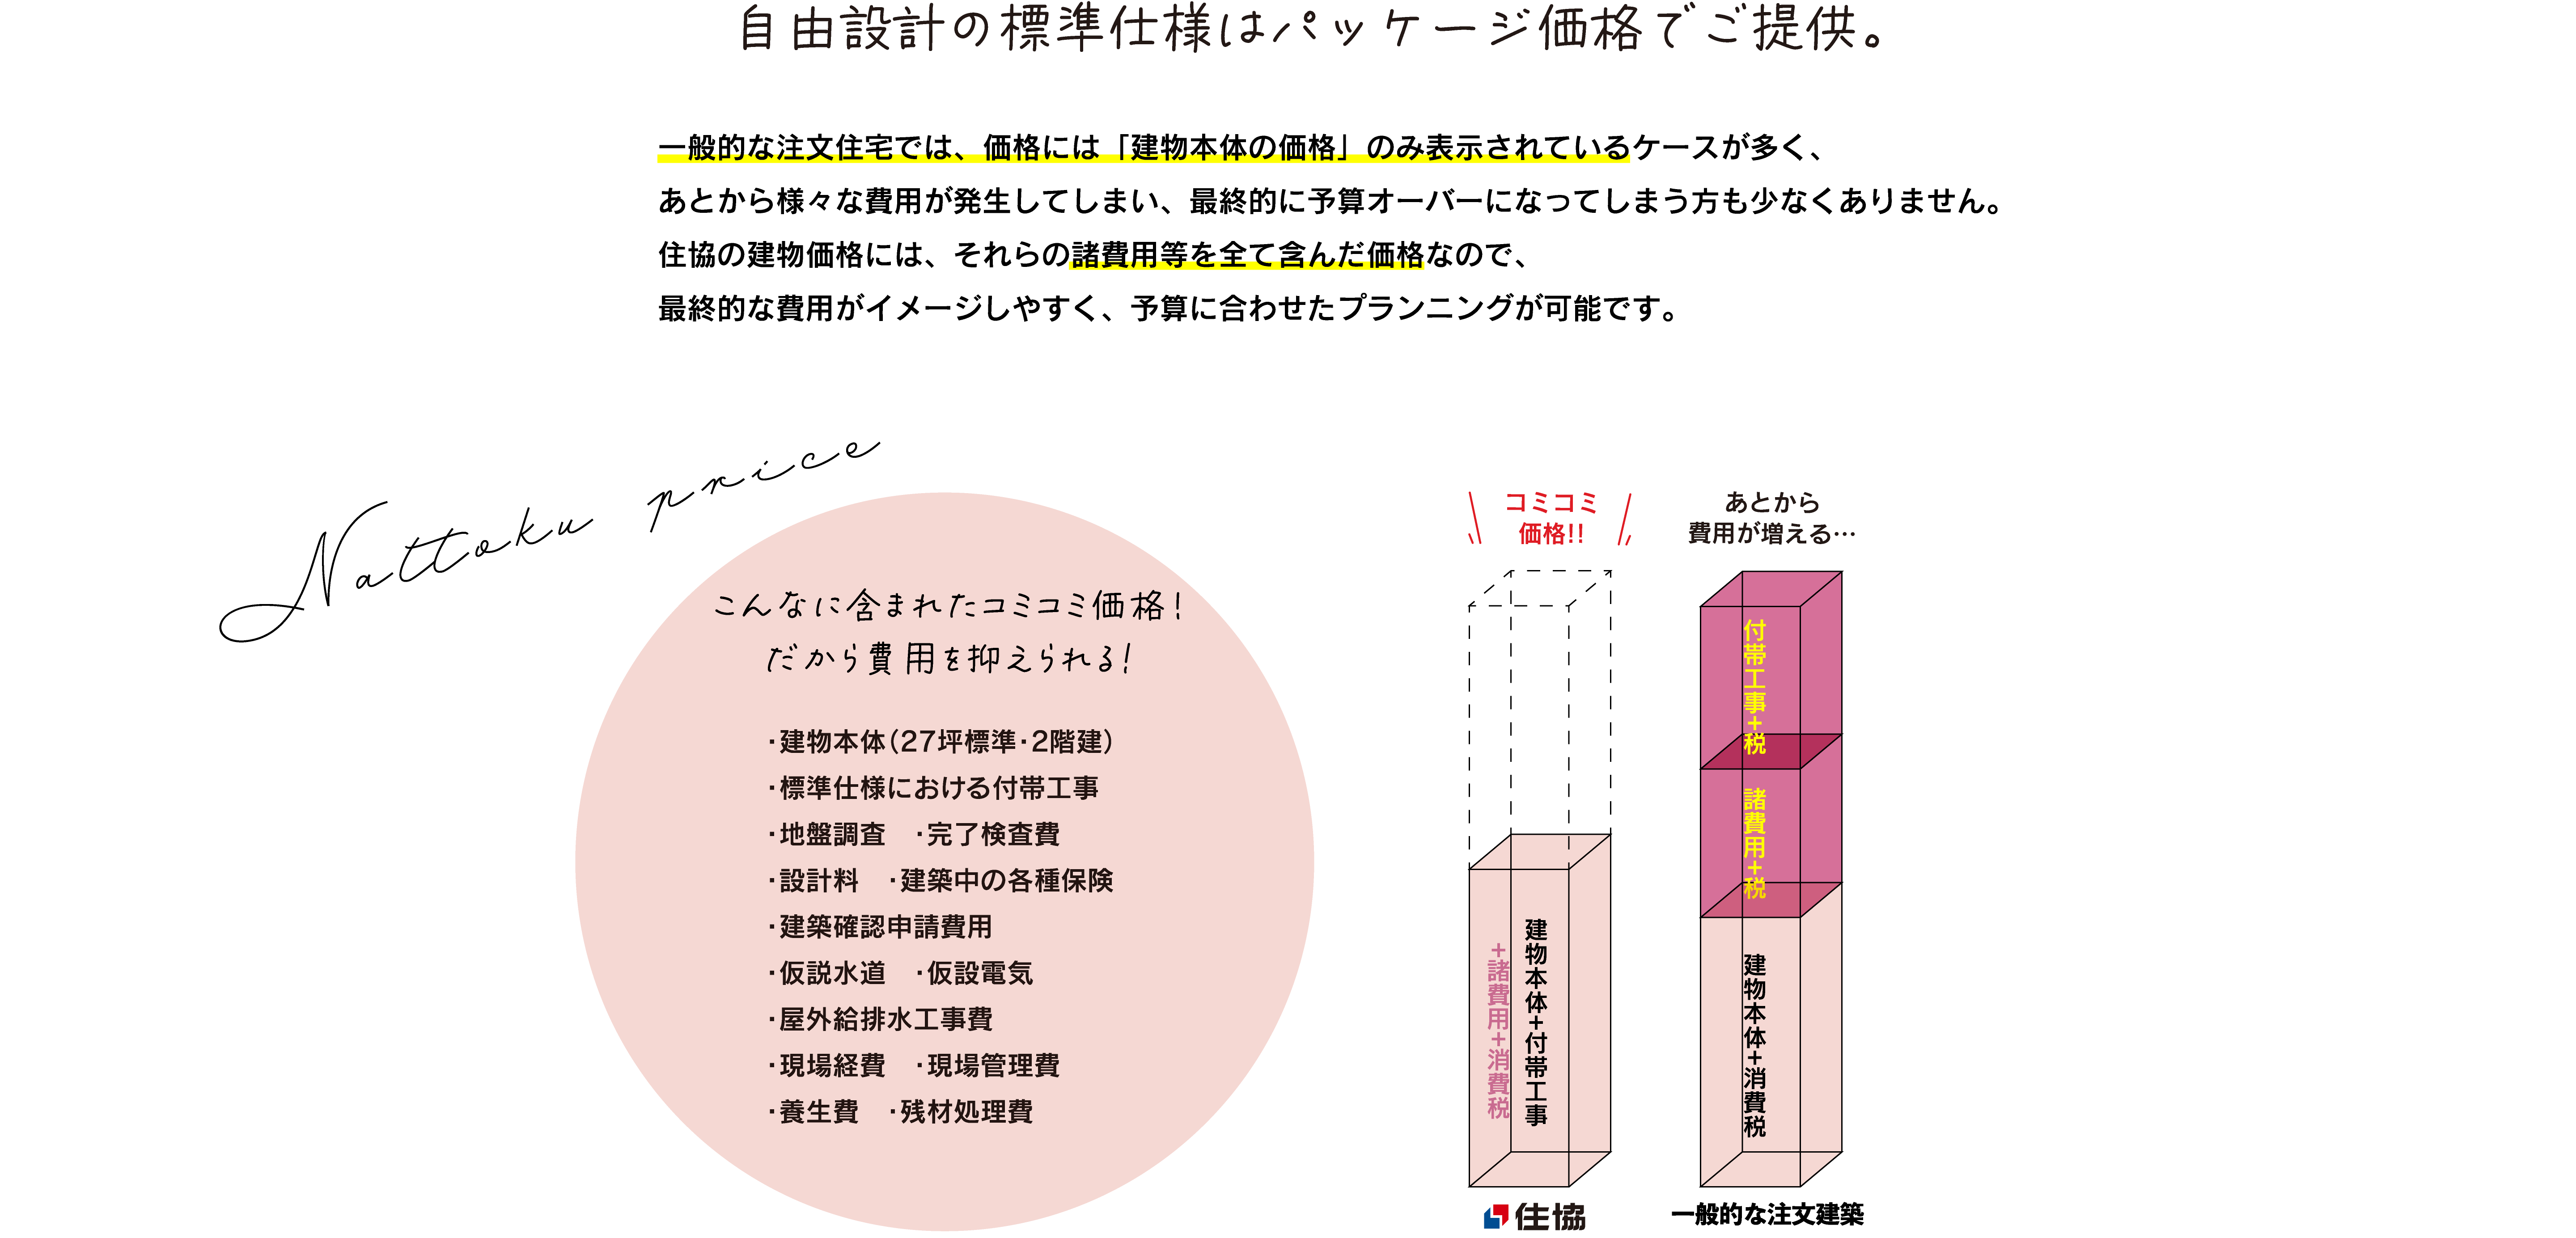 自由設計の標準仕様はパッケージ価格でご提供。
一般的な注文住宅では、価格には「建物本体の価格」のみ表示されているケースが多く、
あとから様々な費用が発生してしまい、最終的に予算オーバーになってしまう方も少なくありません。
住協の建物価格には、それらの諸費用等を全て含んだ価格なので、
最終的な費用がイメージしやすく、予算に合わせたプランニングが可能です。
Nattoku price
こんなに含まれたコミコミ価格！
だから費用を抑えられる！
・建物本体（27坪標準・2階建）
・標準仕様における付帯工事
・地盤調査　・完了検査費
・設計料　・建築中の各種保険
・建築確認申請費用
・仮説水道　・仮設電気
・屋外給排水工事費
・現場経費　・現場管理費
・養生費　・残材処理費
コミコミ
価格!!
建物本体+付帯工事
+諸費用+消費税
住協
あとから
費用が増える…
付帯工事+税
諸費用+税
建物本体+消費税
一般的な注文建築